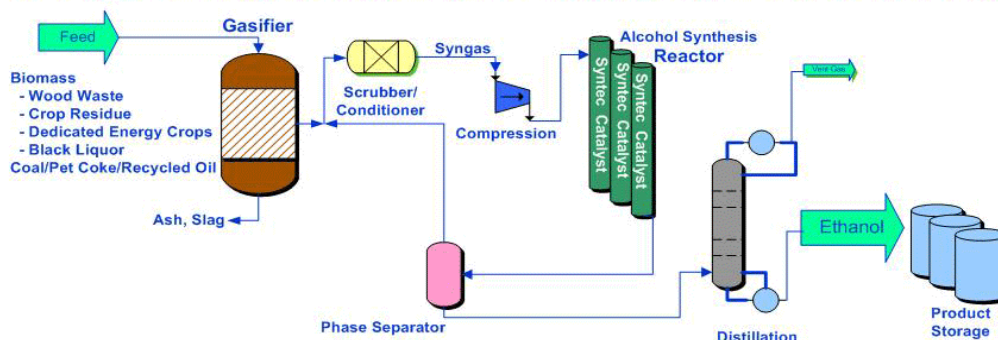 Feed
Gasifier
Biomass
- Wood Waste
- Crop Residue
- Dedicated Energy Crops
- Black Liquor
Coal/Pet Coke/Recycled Oil
Ash, Slag
Scrubber/
Conditioner
Syngas
Compression
Alcohol Synthesis
Reactor
Syntec Catalyst
Syntec Catalyst
Syntec Catalyst
Vent Gas
Phase Separator
Distillation
Ethanol
Product
Storage